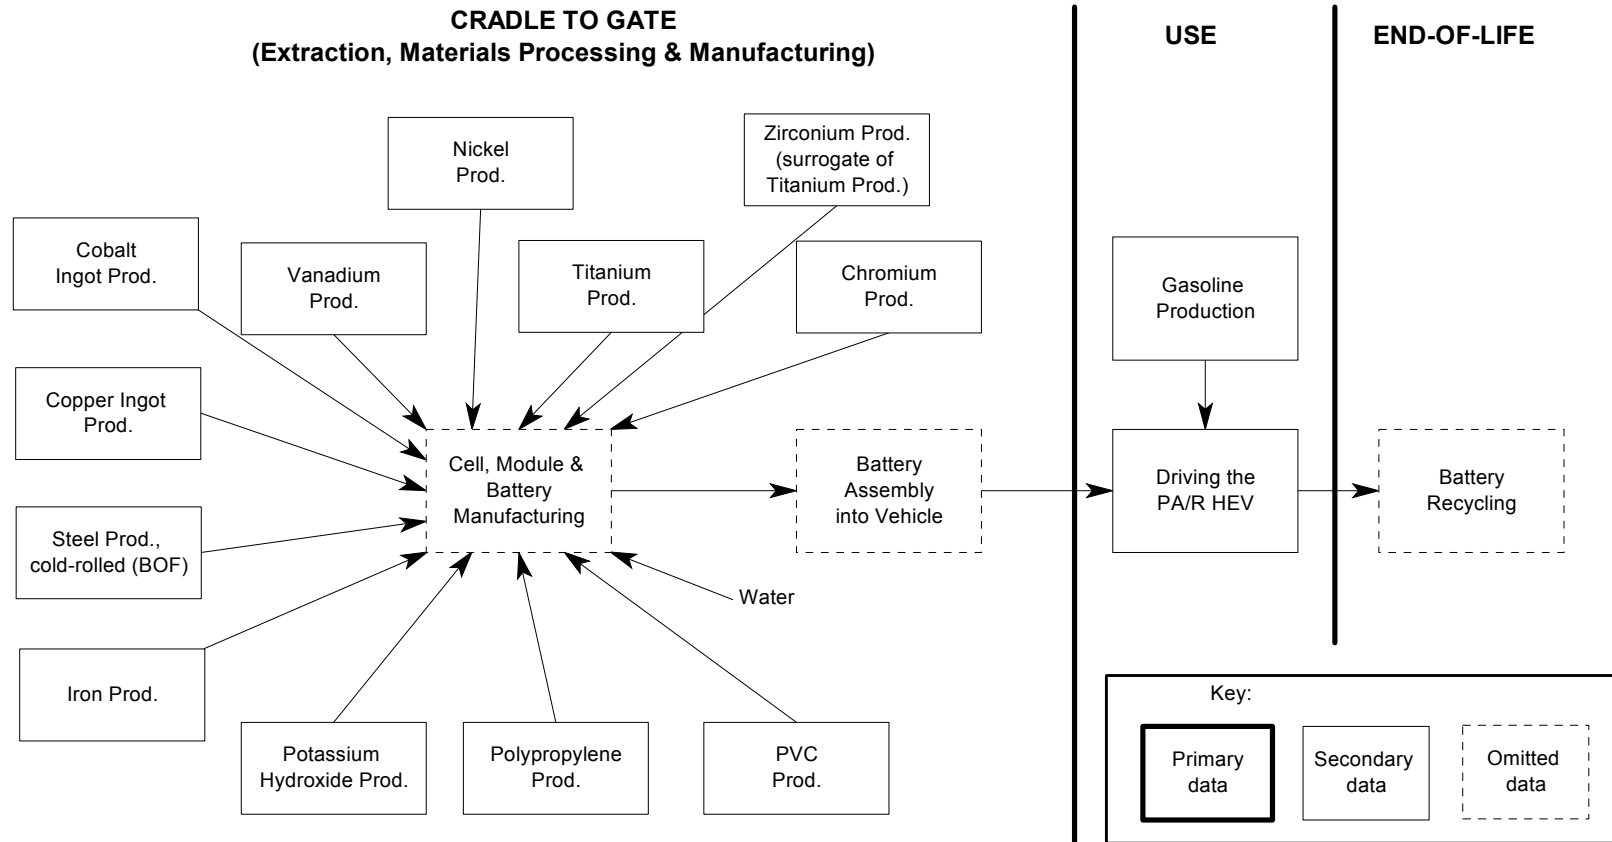 CRADLE TO GATE
(Extraction, Materials Processing & Manufacturing)
USE
END-OF-LIFE
Nickel
Prod.
Zirconium Prod.
(surrogate of
Titanium Prod.)
Cobalt
Ingot Prod.
Vanadium
Prod.
Titanium
Prod.
Chromium
Prod.
Gasoline
Production
Copper Ingot
Prod.
Cell, Module &
Battery
Manufacturing
Battery
Assembly
into Vehicle
Driving the
PA/R HEV
Battery
Recycling
Steel Prod.,
cold-rolled (BOF)
Water
Iron Prod.
Potassium
Hydroxide Prod.
Polypropylene
Prod.
PVC
Prod.
Key:
Primary
data
Secondary
data
Omitted
data